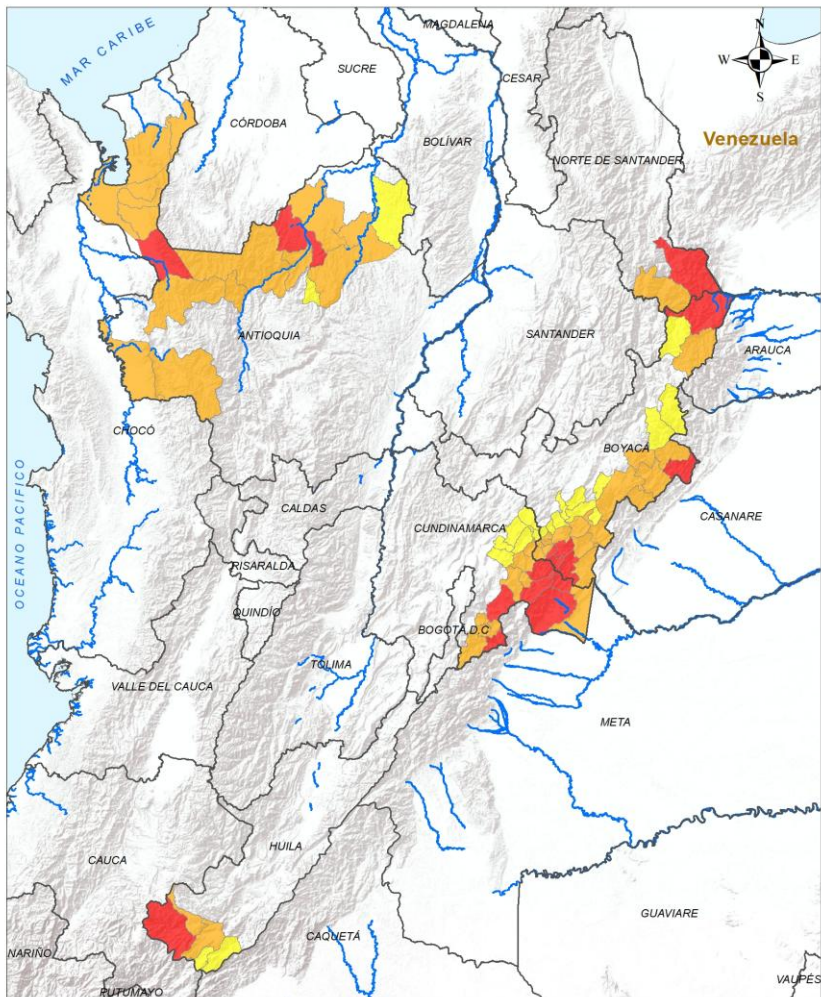 MAGDALENA
MAR CARIBE
SUCRE
CESAR
N
W E
S
CÓRDOBA
BOLÍVAR
Venezuela
NORTE DE SANTANDER
ANTIOQUIA
SANTANDER
ARAUCA
CHOCÓ
BOYACÁ
OCEANO PACIFICO
CALDAS
CUNDINAMARCA
CASANARE
RISARALDA
QUINDÍO
BOGOTÁ, D.C
TOLIMA
VALLE DEL CAUCA
META
HUILA
CAUCA
GUAVIARE
CAQUETÁ
NARIÑO
PUTUMAYO
VAUPÉS